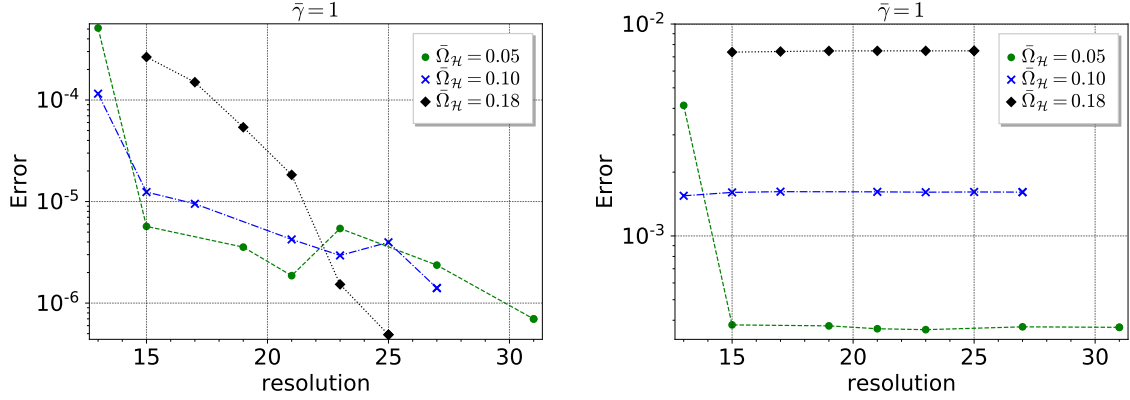 γ̄ = 1
Error
10⁻⁴
10⁻⁵
10⁻⁶
Ω̄_ℋ = 0.05
Ω̄_ℋ = 0.10
Ω̄_ℋ = 0.18
15 20 25 30
resolution
γ̄ = 1
Error
10⁻²
10⁻³
Ω̄_ℋ = 0.05
Ω̄_ℋ = 0.10
Ω̄_ℋ = 0.18
15 20 25 30
resolution